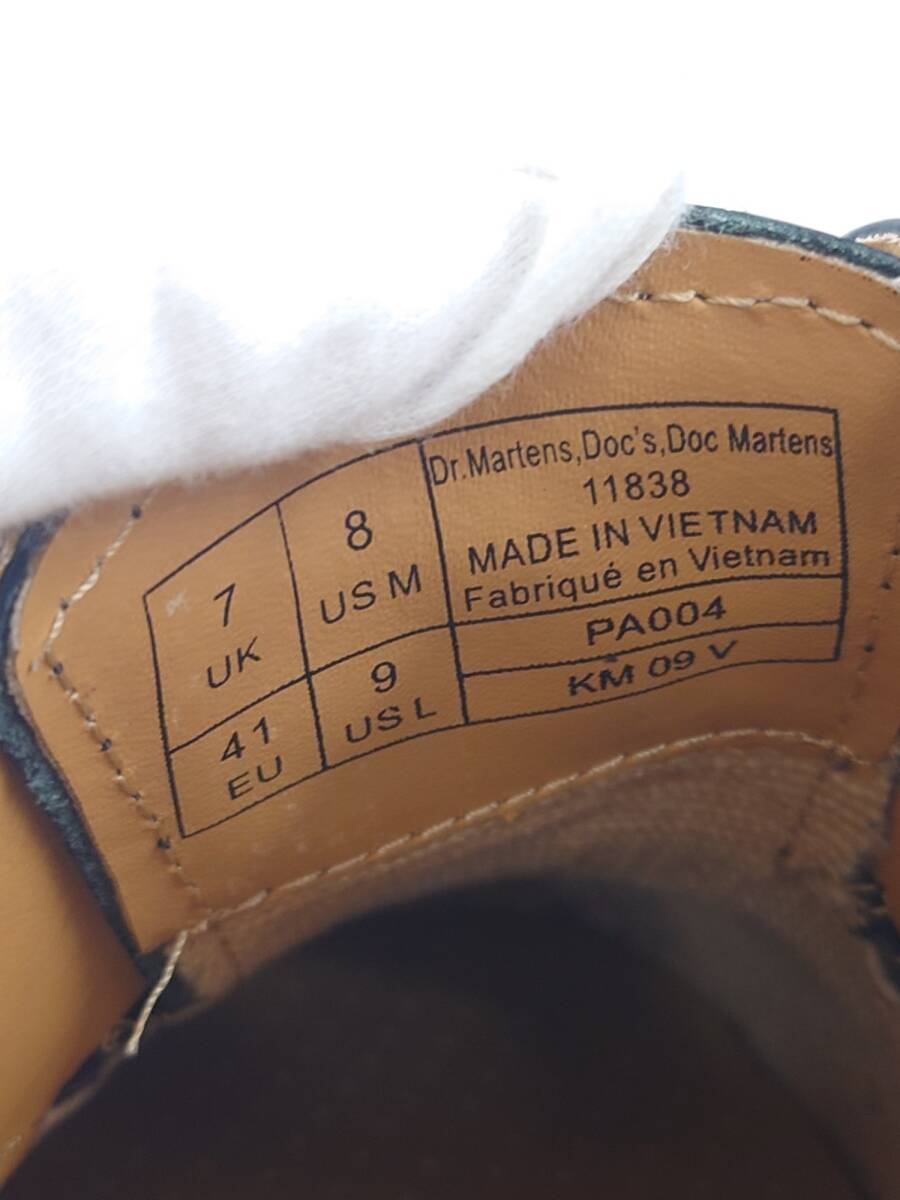 7
UK
8
US M
41
EU
9
US L
Dr.Martens,Doc's,Doc Martens
11838
MADE IN VIETNAM
Fabriqué en Vietnam
PA004
KM 09 V